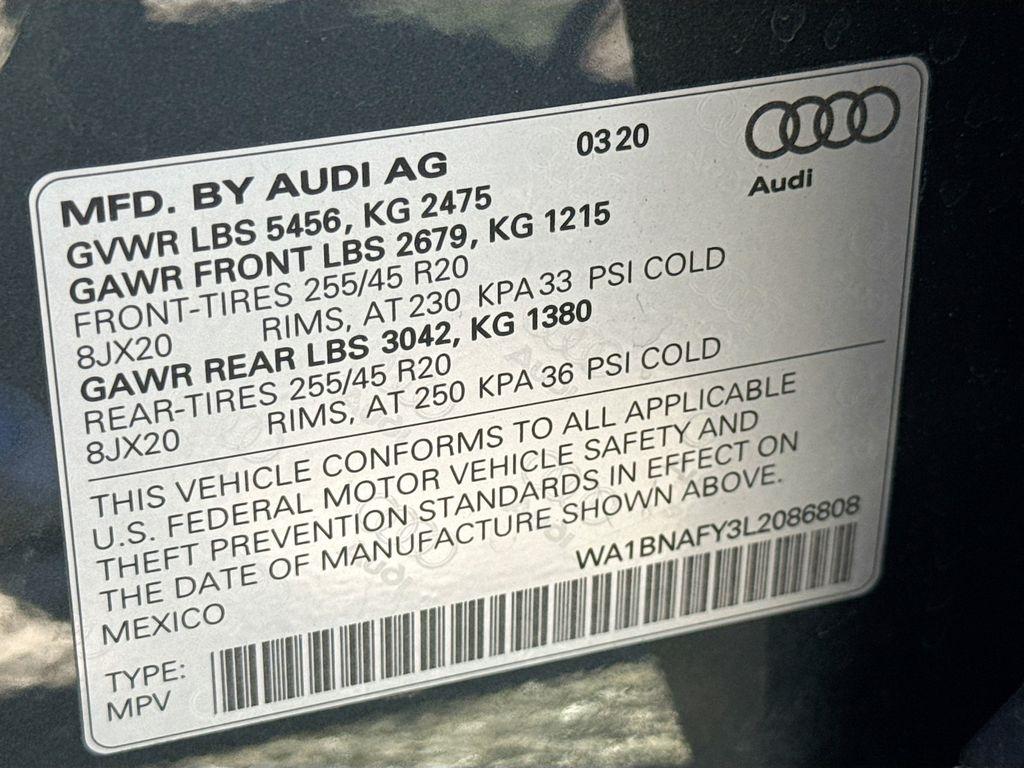 MFD. BY AUDI AG 0320
Audi
GVWR LBS 5456, KG 2475
GAWR FRONT LBS 2679, KG 1215
FRONT-TIRES 255/45 R20
8JX20 RIMS, AT 230 KPA 33 PSI COLD
GAWR REAR LBS 3042, KG 1380
REAR-TIRES 255/45 R20
8JX20 RIMS, AT 250 KPA 36 PSI COLD
THIS VEHICLE CONFORMS TO ALL APPLICABLE
U.S. FEDERAL MOTOR VEHICLE SAFETY AND
THEFT PREVENTION STANDARDS IN EFFECT ON
THE DATE OF MANUFACTURE SHOWN ABOVE.
MEXICO WA1BNAFY3L2086808
TYPE:
MPV